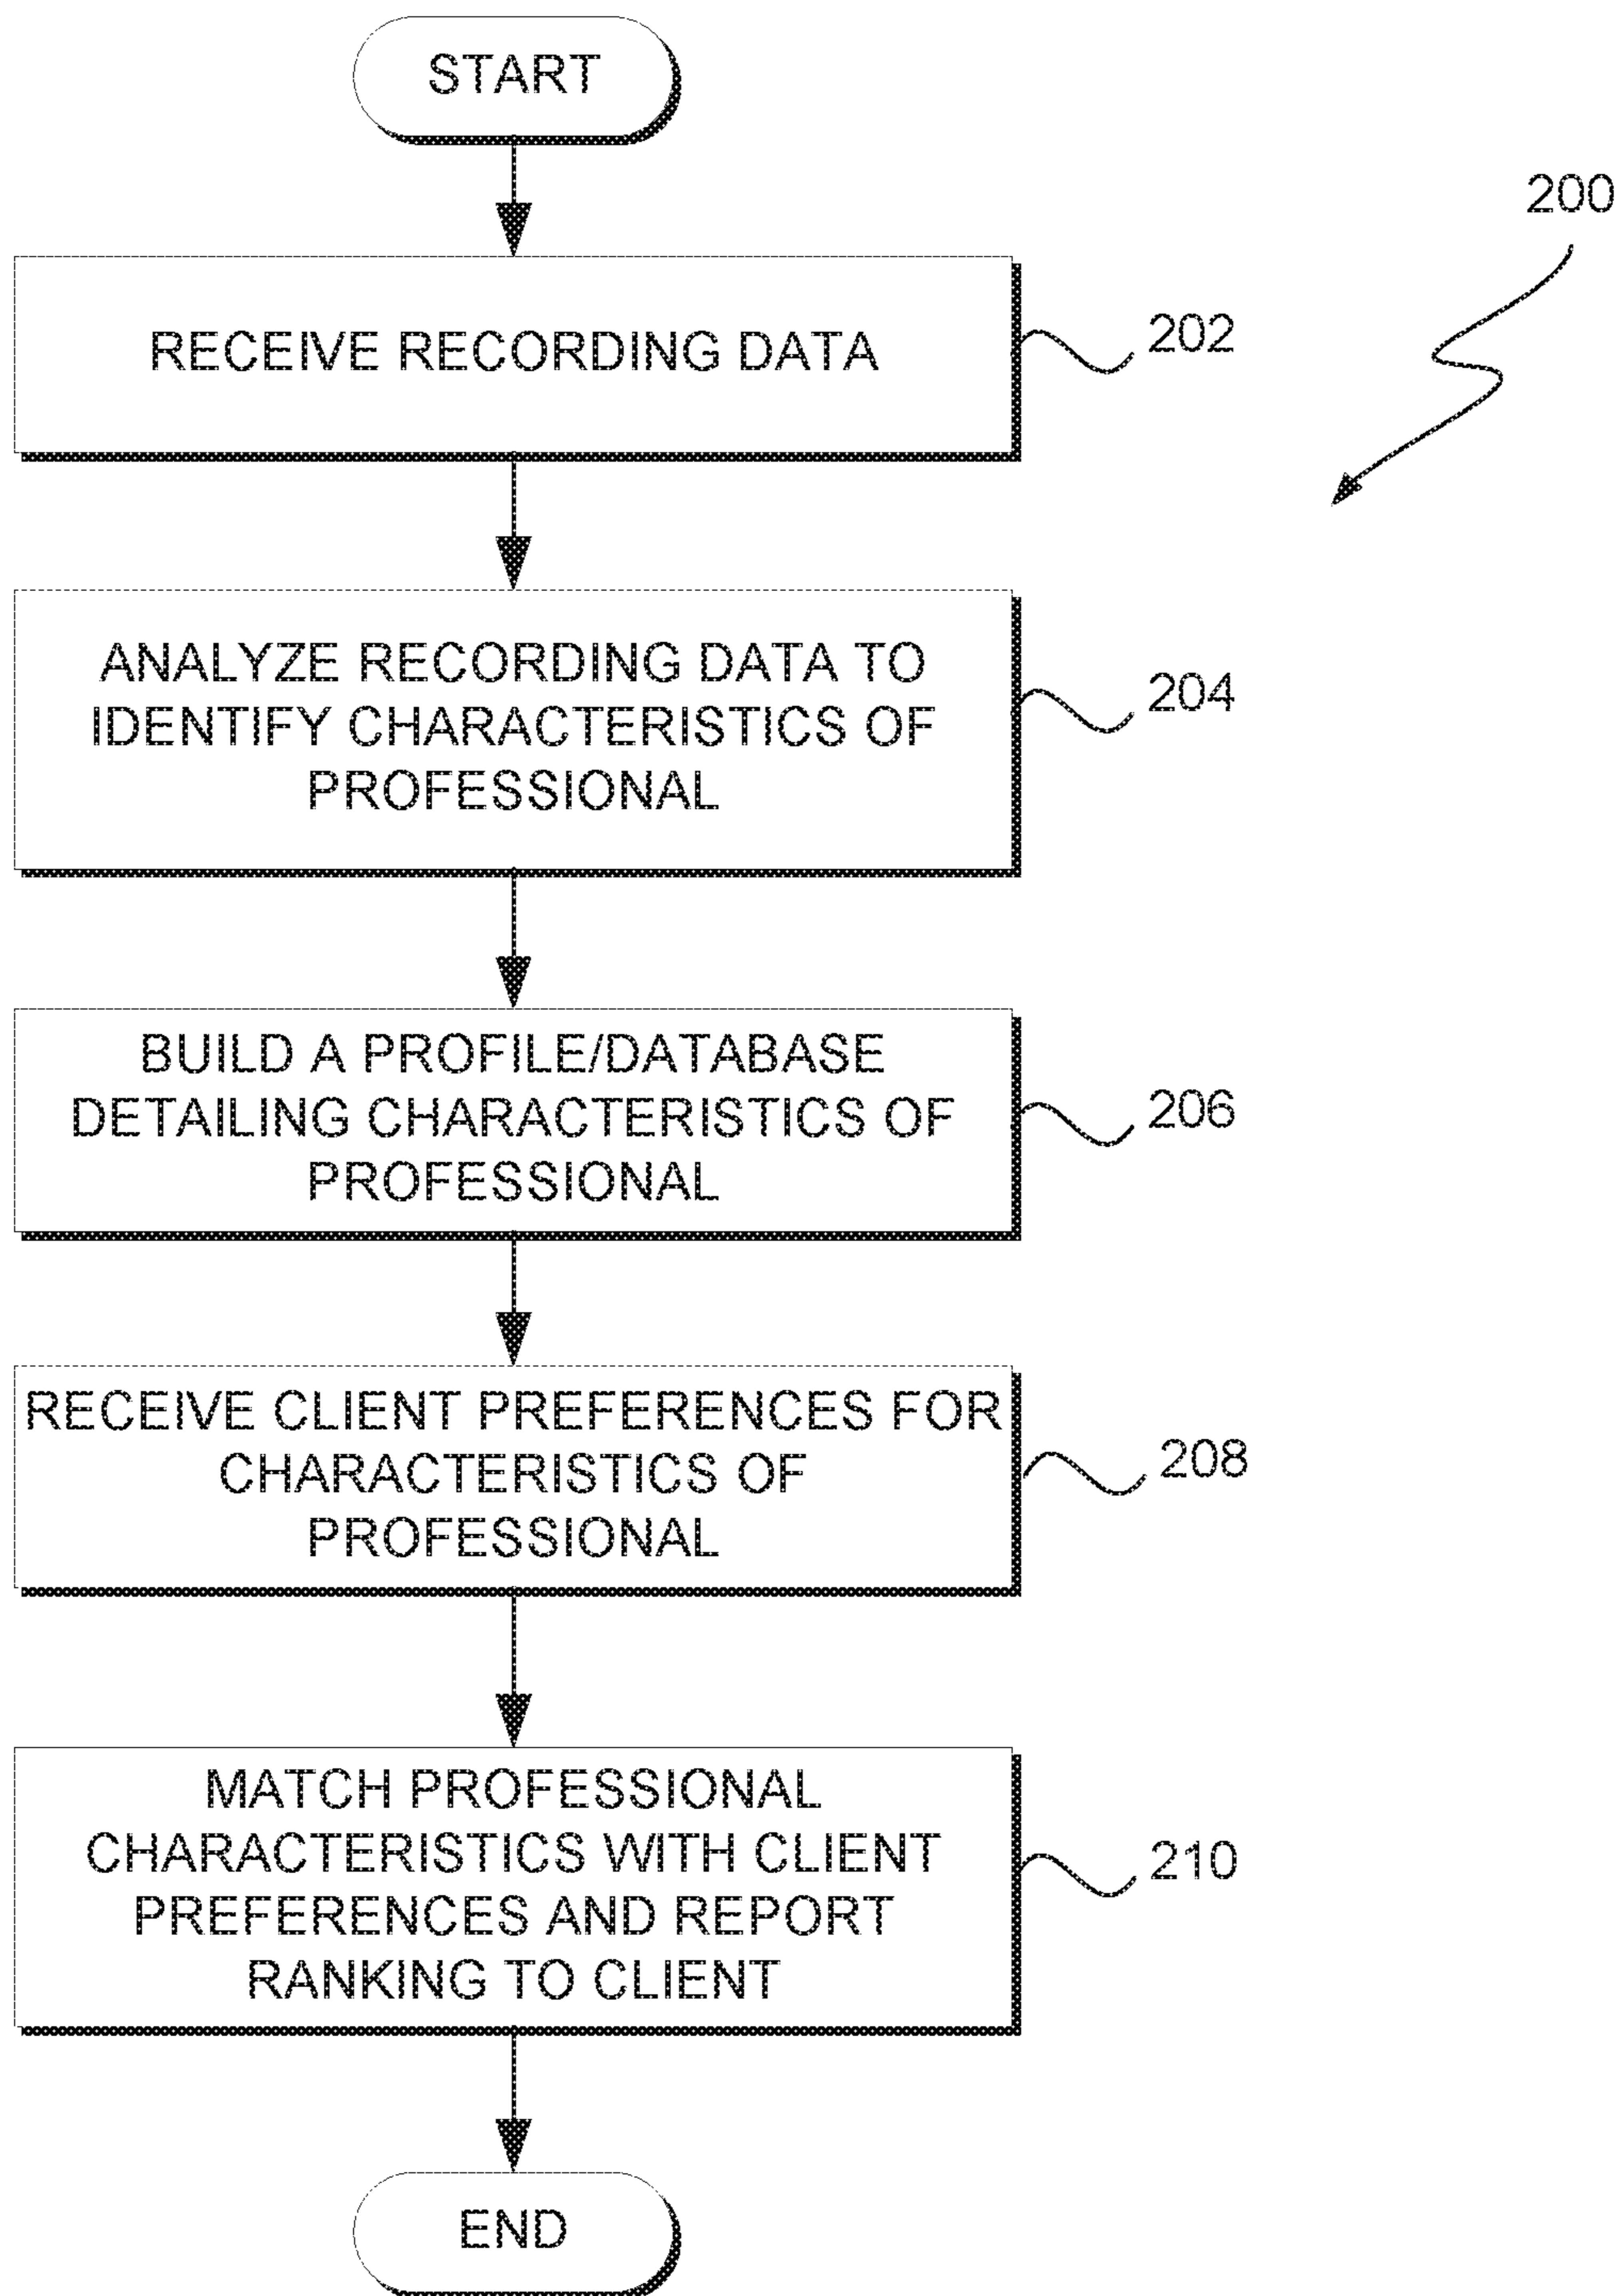 START
200
RECEIVE RECORDING DATA
202
ANALYZE RECORDING DATA TO
IDENTIFY CHARACTERISTICS OF
PROFESSIONAL
204
BUILD A PROFILE/DATABASE
DETAILING CHARACTERISTICS OF
PROFESSIONAL
206
RECEIVE CLIENT PREFERENCES FOR
CHARACTERISTICS OF
PROFESSIONAL
208
MATCH PROFESSIONAL
CHARACTERISTICS WITH CLIENT
PREFERENCES AND REPORT
RANKING TO CLIENT
210
END